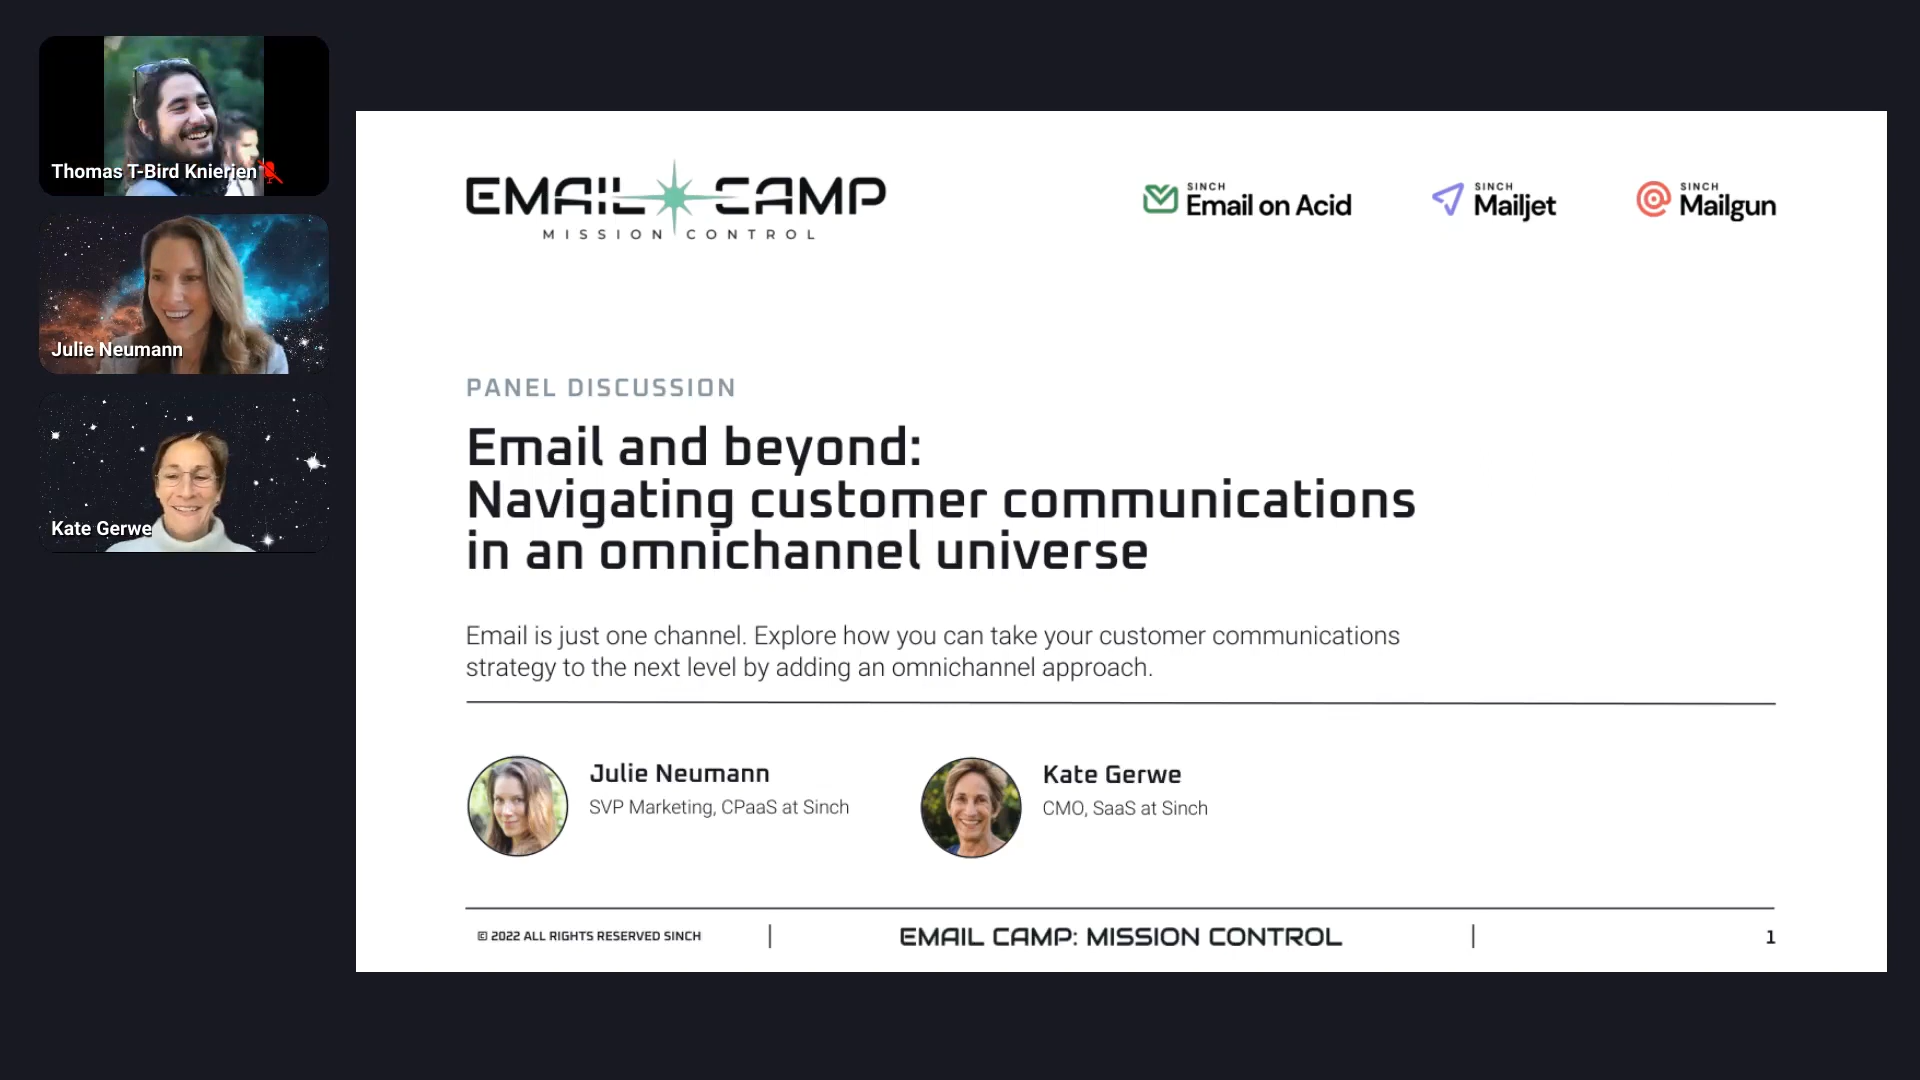 Thomas T-Bird Knierien
Julie Neumann
Kate Gerwe
EMAIL CAMP
MISSION CONTROL
SINCH
Email on Acid
SINCH
Mailjet
SINCH
Mailgun
PANEL DISCUSSION
Email and beyond:
Navigating customer communications
in an omnichannel universe
Email is just one channel. Explore how you can take your customer communications
strategy to the next level by adding an omnichannel approach.
Julie Neumann
SVP Marketing, CPaaS at Sinch
Kate Gerwe
CMO, SaaS at Sinch
© 2022 ALL RIGHTS RESERVED SINCH
EMAIL CAMP: MISSION CONTROL
1